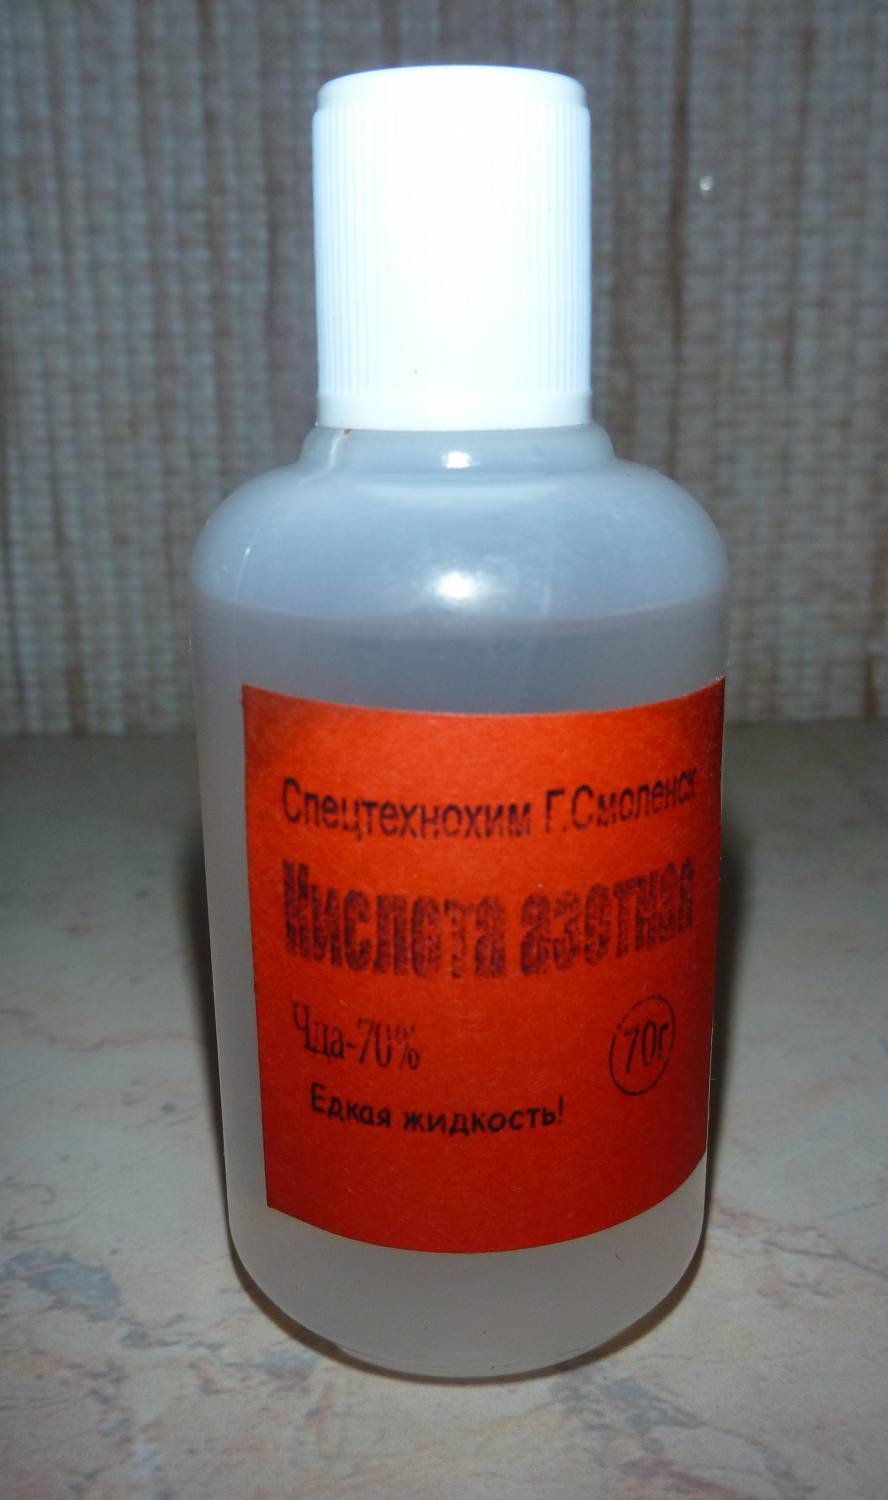 Спецтехнохим Г.Смоленск
Кислота азотная
Чда-70%
70г
Едкая жидкость!